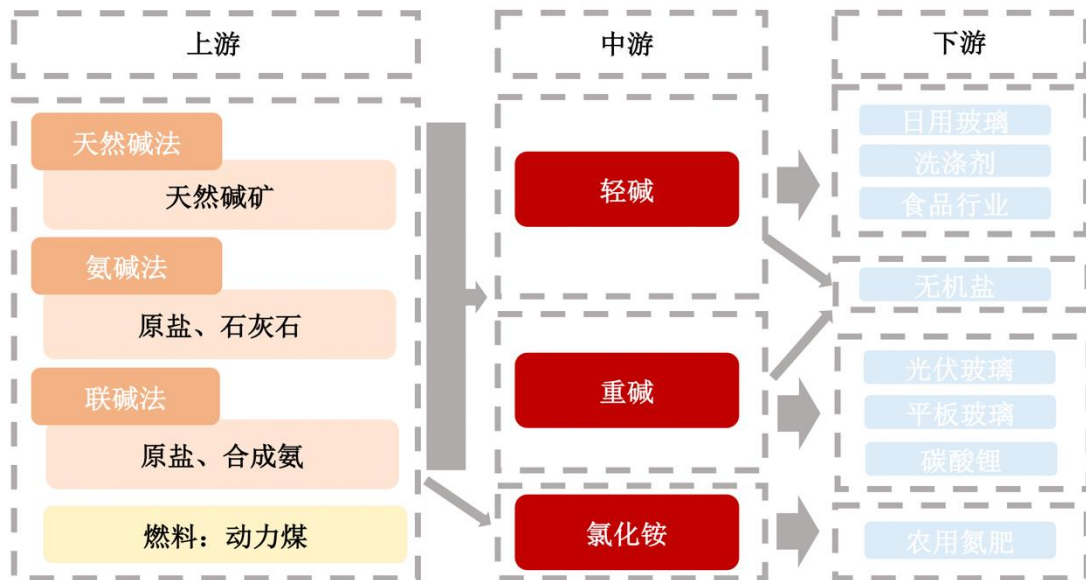 上游
中游
下游
天然碱法
天然碱矿
氨碱法
原盐、石灰石
联碱法
原盐、合成氨
燃料：动力煤
轻碱
重碱
氯化铵
日用玻璃
洗涤剂
食品行业
无机盐
光伏玻璃
平板玻璃
碳酸锂
农用氮肥